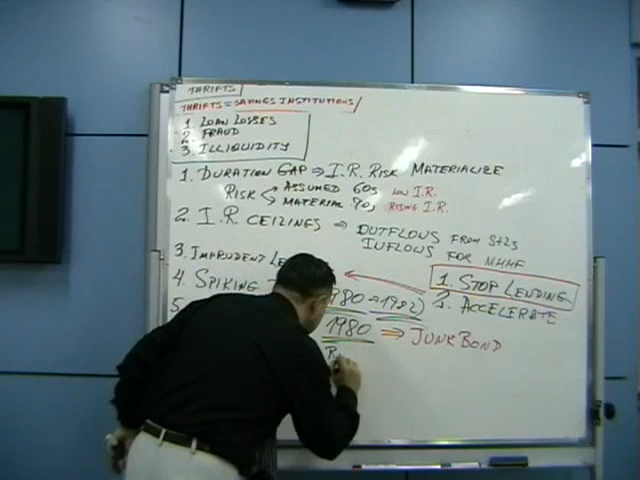 THRIFTS
THRIFTS = SAVINGS INSTITUTIONS
1. LOAN LOSSES
2. FRAUD
3. ILLIQUIDITY
1. DURATION GAP ⇒ I.R. RISK MATERIALIZE
RISK ASSUMED 60s LOW I.R.
MATERIAL 70s RISING I.R.
2. I.R CEILINGS ⇒ OUTFLOWS FROM S+Ls
INFLOWS FOR MMMF
3. IMPRUDENT
1. STOP LENDING
4. SPIKING 1982)
2. ACCELERATE
5
1980 ⇒ JUNK BOND
R